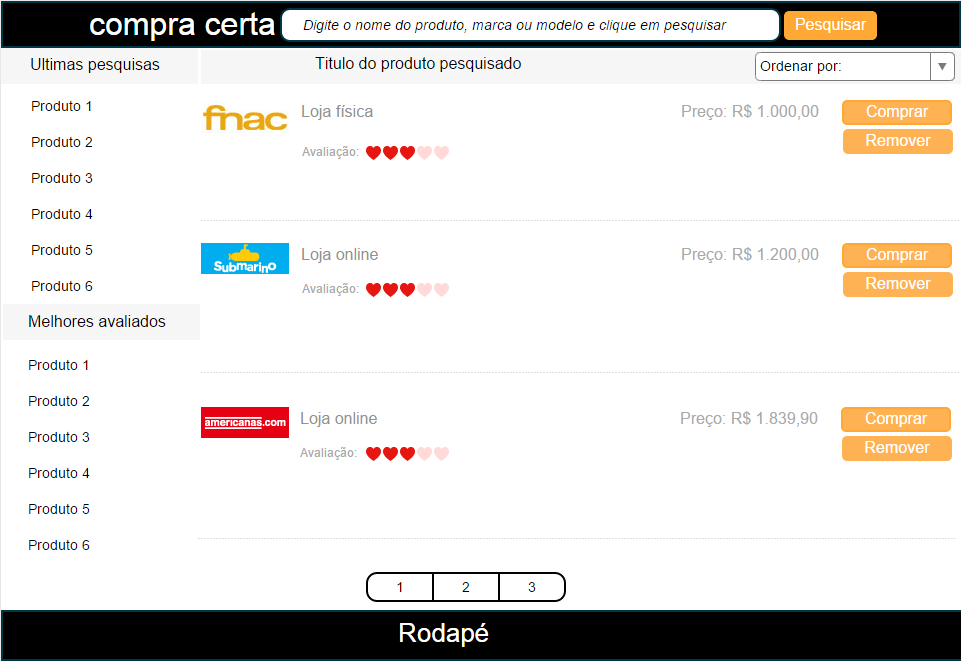 compra certa
Digite o nome do produto, marca ou modelo e clique em pesquisar
Pesquisar
Ultimas pesquisas
Produto 1
Produto 2
Produto 3
Produto 4
Produto 5
Produto 6
Melhores avaliados
Produto 1
Produto 2
Produto 3
Produto 4
Produto 5
Produto 6
Titulo do produto pesquisado
Ordenar por:
fnac
Loja física
Preço: R$ 1.000,00
Comprar
Remover
Avaliação:
Submarino
Loja online
Preço: R$ 1.200,00
Comprar
Remover
Avaliação:
americanas.com
Loja online
Preço: R$ 1.839,90
Comprar
Remover
Avaliação:
1 2 3
Rodapé